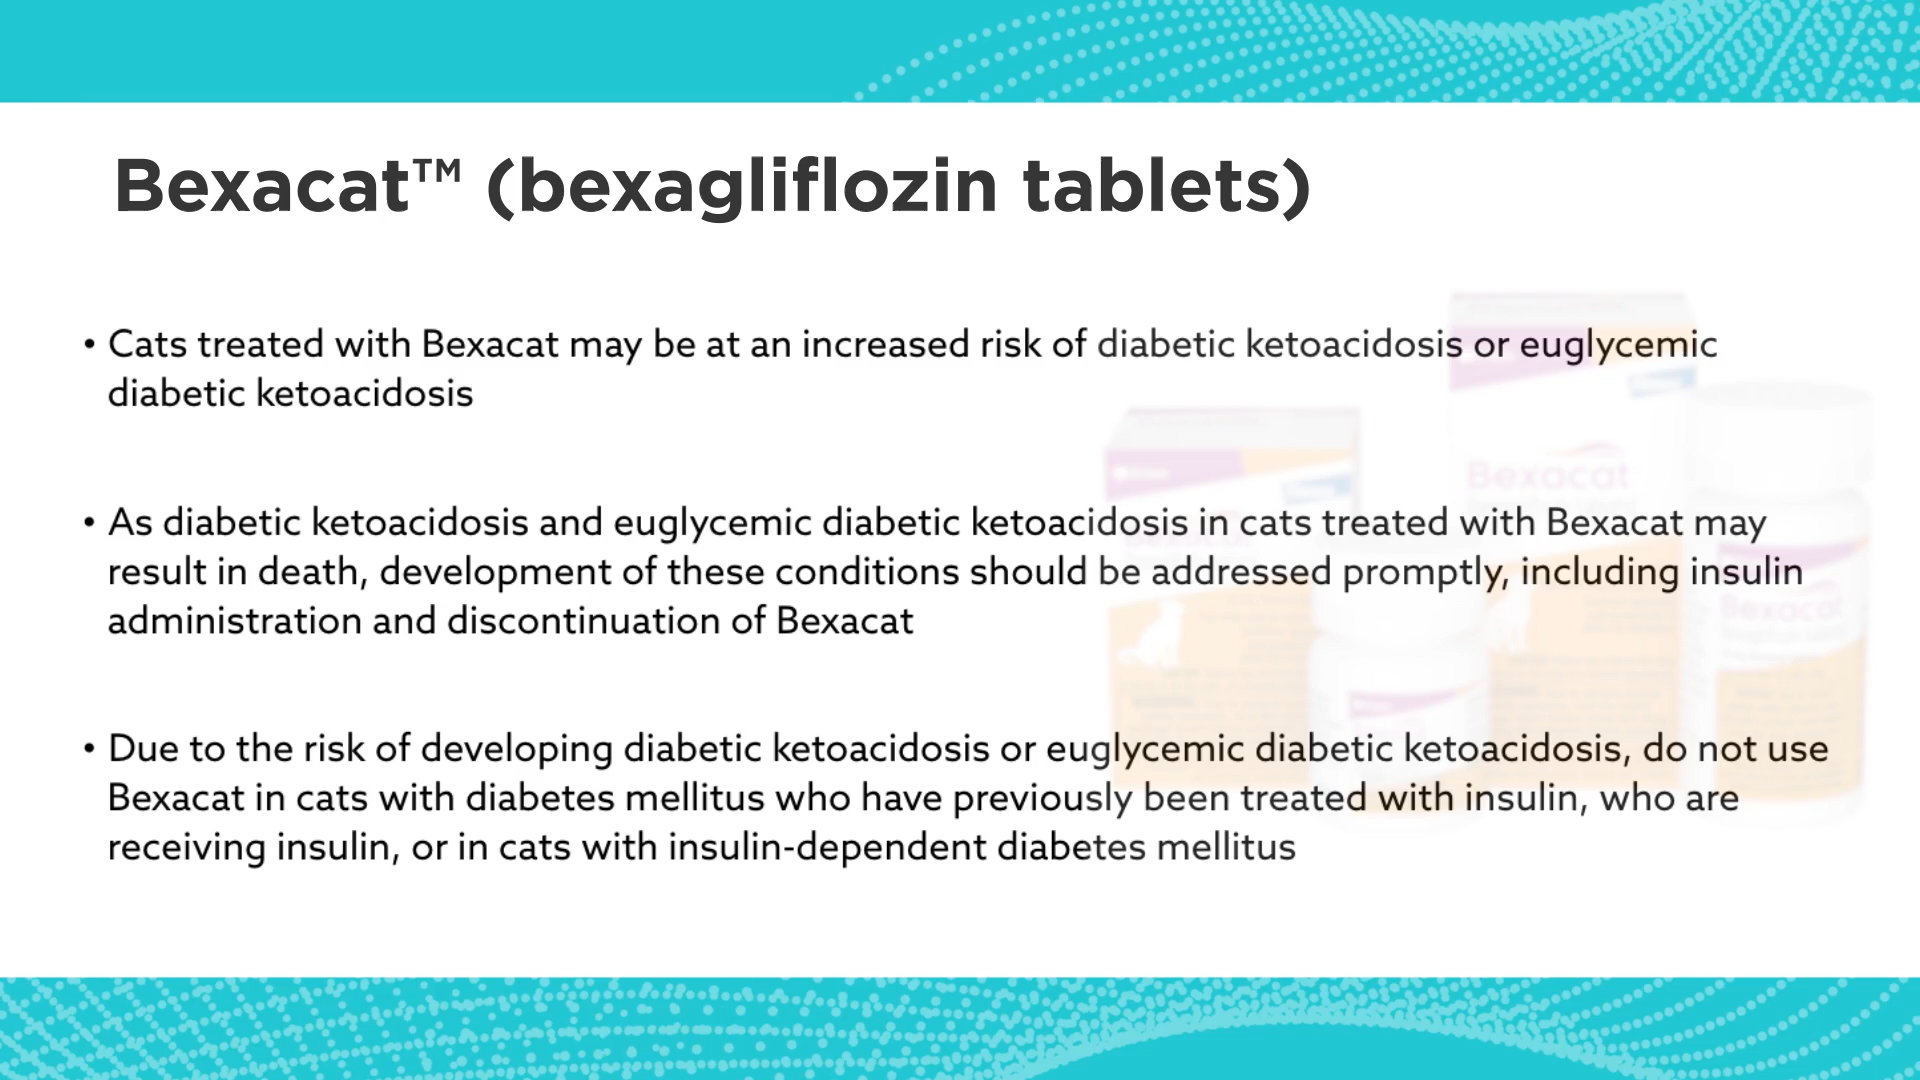 Bexacat™ (bexagliflozin tablets)
• Cats treated with Bexacat may be at an increased risk of diabetic ketoacidosis or euglycemic
diabetic ketoacidosis
• As diabetic ketoacidosis and euglycemic diabetic ketoacidosis in cats treated with Bexacat may
result in death, development of these conditions should be addressed promptly, including insulin
administration and discontinuation of Bexacat
• Due to the risk of developing diabetic ketoacidosis or euglycemic diabetic ketoacidosis, do not use
Bexacat in cats with diabetes mellitus who have previously been treated with insulin, who are
receiving insulin, or in cats with insulin-dependent diabetes mellitus
Bexacat
Bexacat